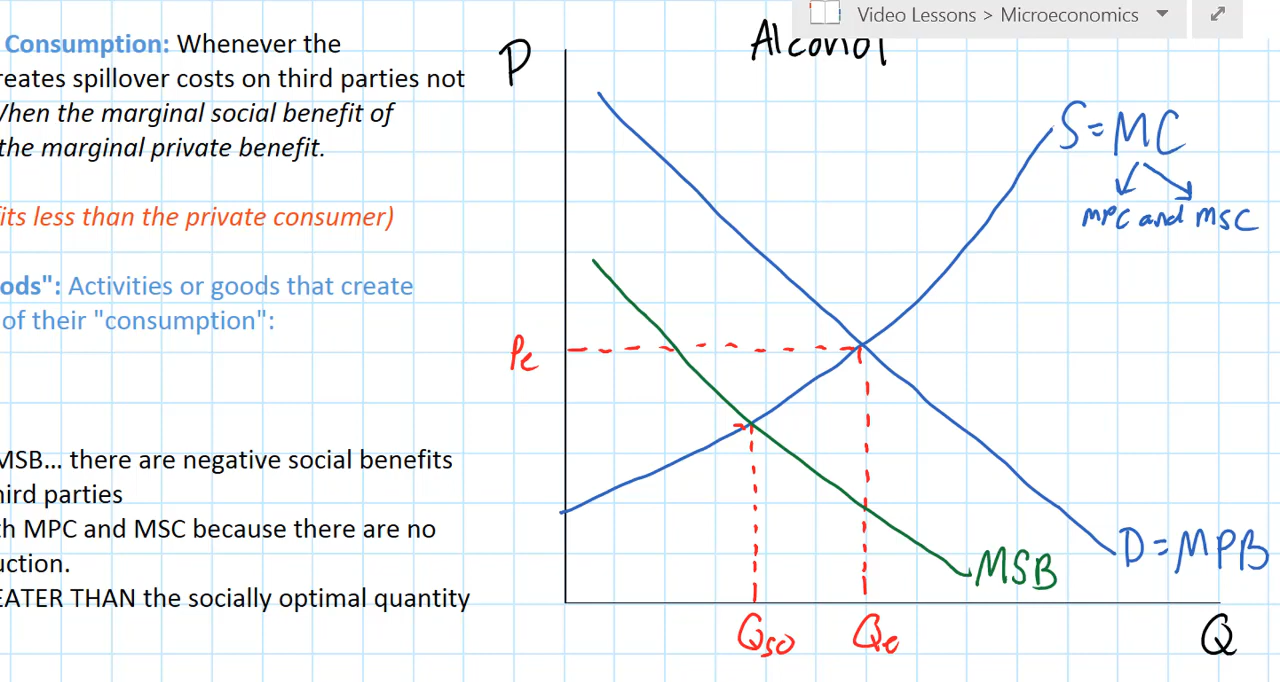 Video Lessons > Microeconomics
Alcohol
Consumption: Whenever the
reates spillover costs on third parties not
When the marginal social benefit of
the marginal private benefit.
fits less than the private consumer)
ods": Activities or goods that create
of their "consumption":
MSB... there are negative social benefits
hird parties
th MPC and MSC because there are no
uction.
EATER THAN the socially optimal quantity
P
S=MC
MPC and MSC
Pe
D=MPB
MSB
Qso
Qe
Q